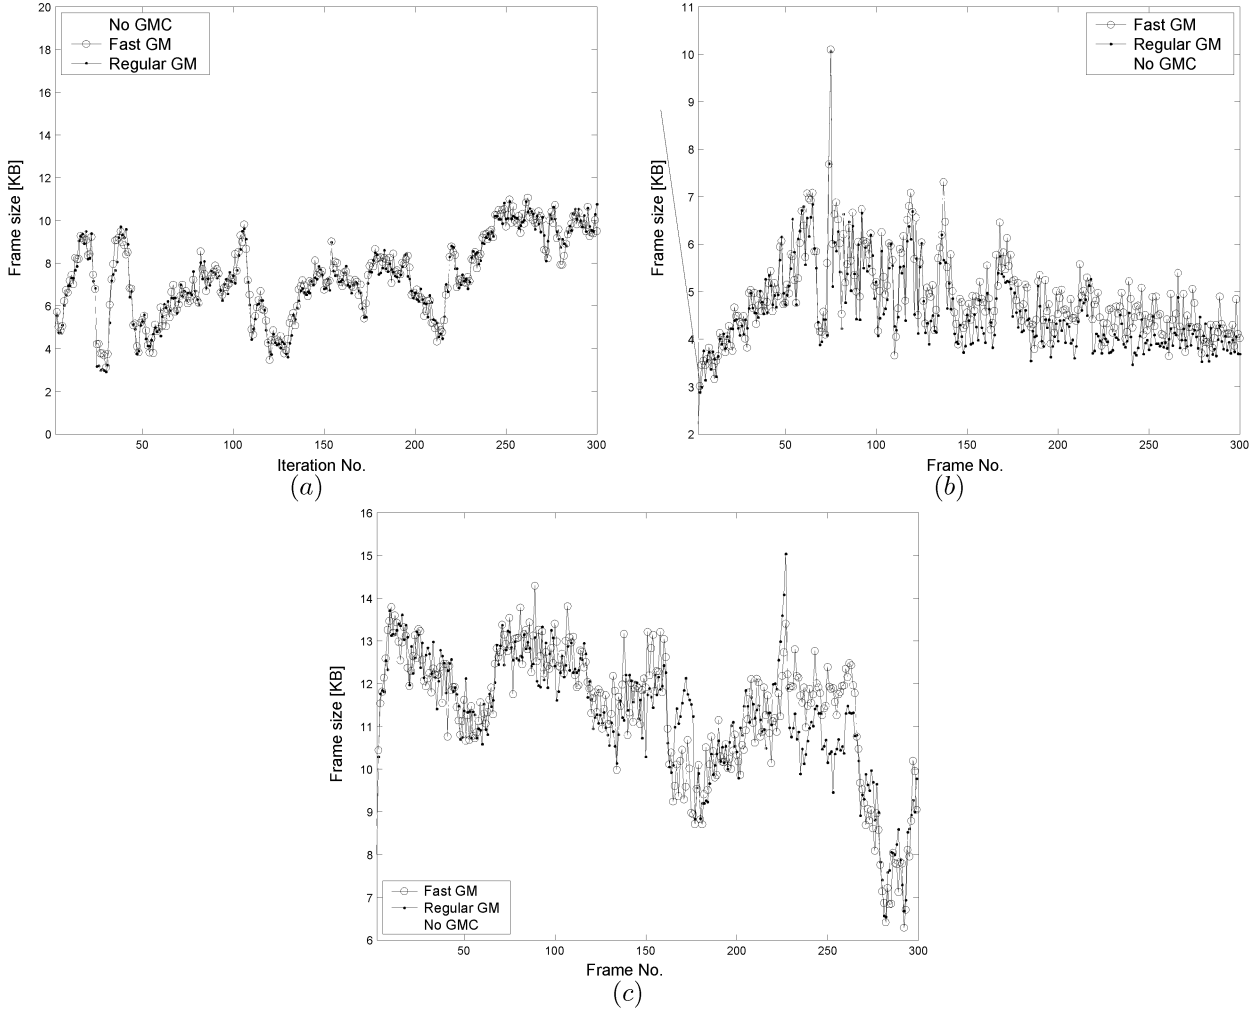 No GMC
Fast GM
Regular GM
20
18
16
14
12
10
8
6
4
2
0
Frame size [KB]
50 100 150 200 250 300
Iteration No.
(a)
Fast GM
Regular GM
No GMC
11
10
9
8
7
6
5
4
3
2
Frame size [KB]
50 100 150 200 250 300
Frame No.
(b)
16
15
14
13
12
11
10
9
8
7
6
Frame size [KB]
Fast GM
Regular GM
No GMC
50 100 150 200 250 300
Frame No.
(c)